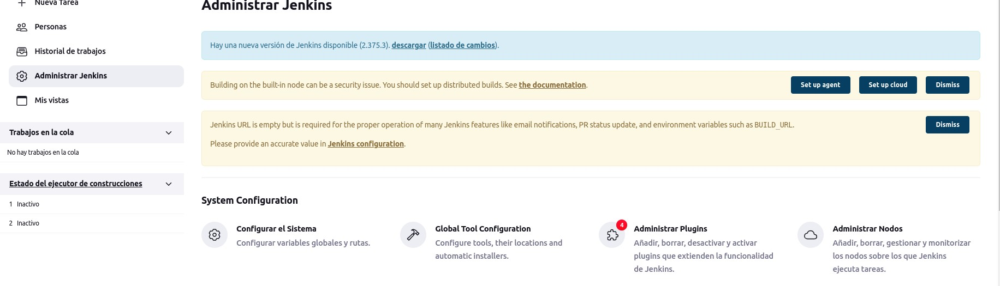 Nueva Tarea
Personas
Historial de trabajos
Administrar Jenkins
Mis vistas
Trabajos en la cola
No hay trabajos en la cola
Estado del ejecutor de construcciones
1 Inactivo
2 Inactivo
Administrar Jenkins
Hay una nueva versión de Jenkins disponible (2.375.3). descargar (listado de cambios).
Building on the built-in node can be a security issue. You should set up distributed builds. See the documentation.
Set up agent
Set up cloud
Dismiss
Jenkins URL is empty but is required for the proper operation of many Jenkins features like email notifications, PR status update, and environment variables such as BUILD_URL.
Dismiss
Please provide an accurate value in Jenkins configuration.
System Configuration
Configurar el Sistema
Configurar variables globales y rutas.
Global Tool Configuration
Configure tools, their locations and
automatic installers.
4
Administrar Plugins
Añadir, borrar, desactivar y activar
plugins que extienden la funcionalidad
de Jenkins.
Administrar Nodos
Añadir, borrar, gestionar y monitorizar
los nodos sobre los que Jenkins
ejecuta tareas.